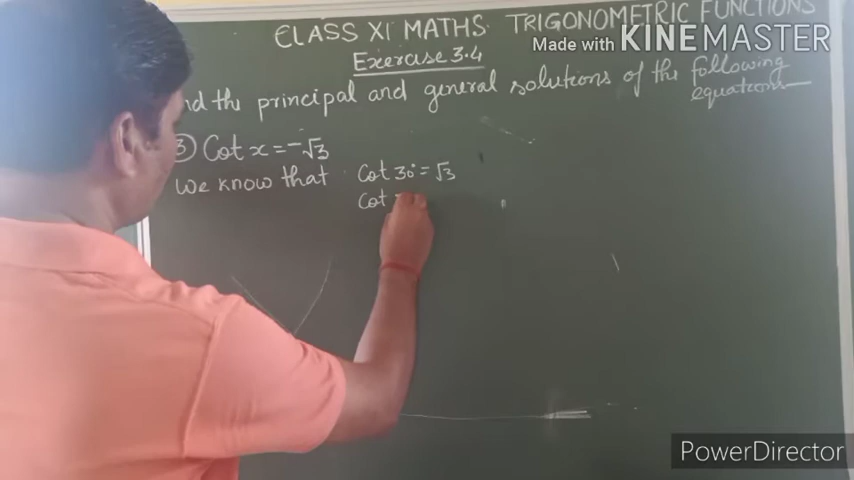 CLASS XI MATHS. TRIGONOMETRIC FUNCTIONS
Made with KINEMASTER
Exercise 3.4
nd the principal and general solutions of the following
equations
③ Cot x = -√3
We know that Cot 30° = √3
Cot
PowerDirector